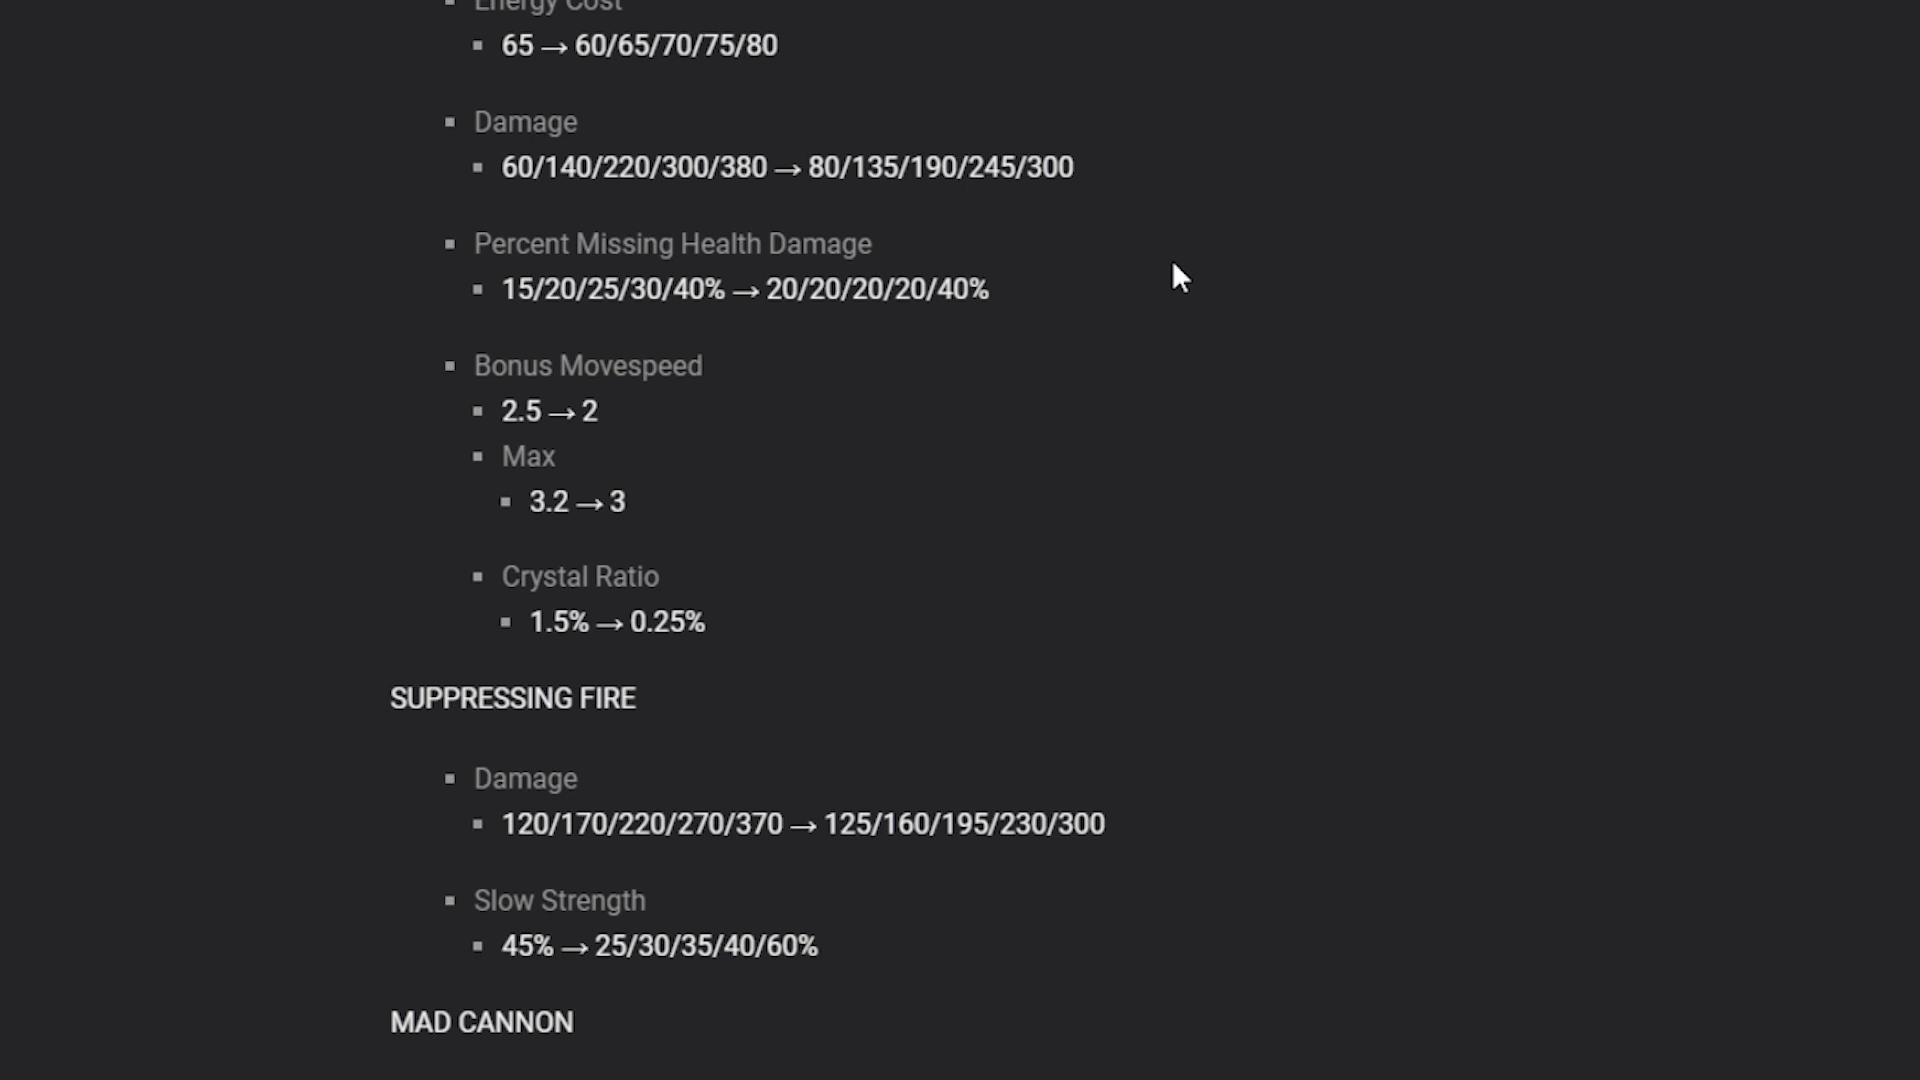 Energy Cost
65 → 60/65/70/75/80
Damage
60/140/220/300/380 → 80/135/190/245/300
Percent Missing Health Damage
15/20/25/30/40% → 20/20/20/20/40%
Bonus Movespeed
2.5 → 2
Max
3.2 → 3
Crystal Ratio
1.5% → 0.25%
SUPPRESSING FIRE
Damage
120/170/220/270/370 → 125/160/195/230/300
Slow Strength
45% → 25/30/35/40/60%
MAD CANNON